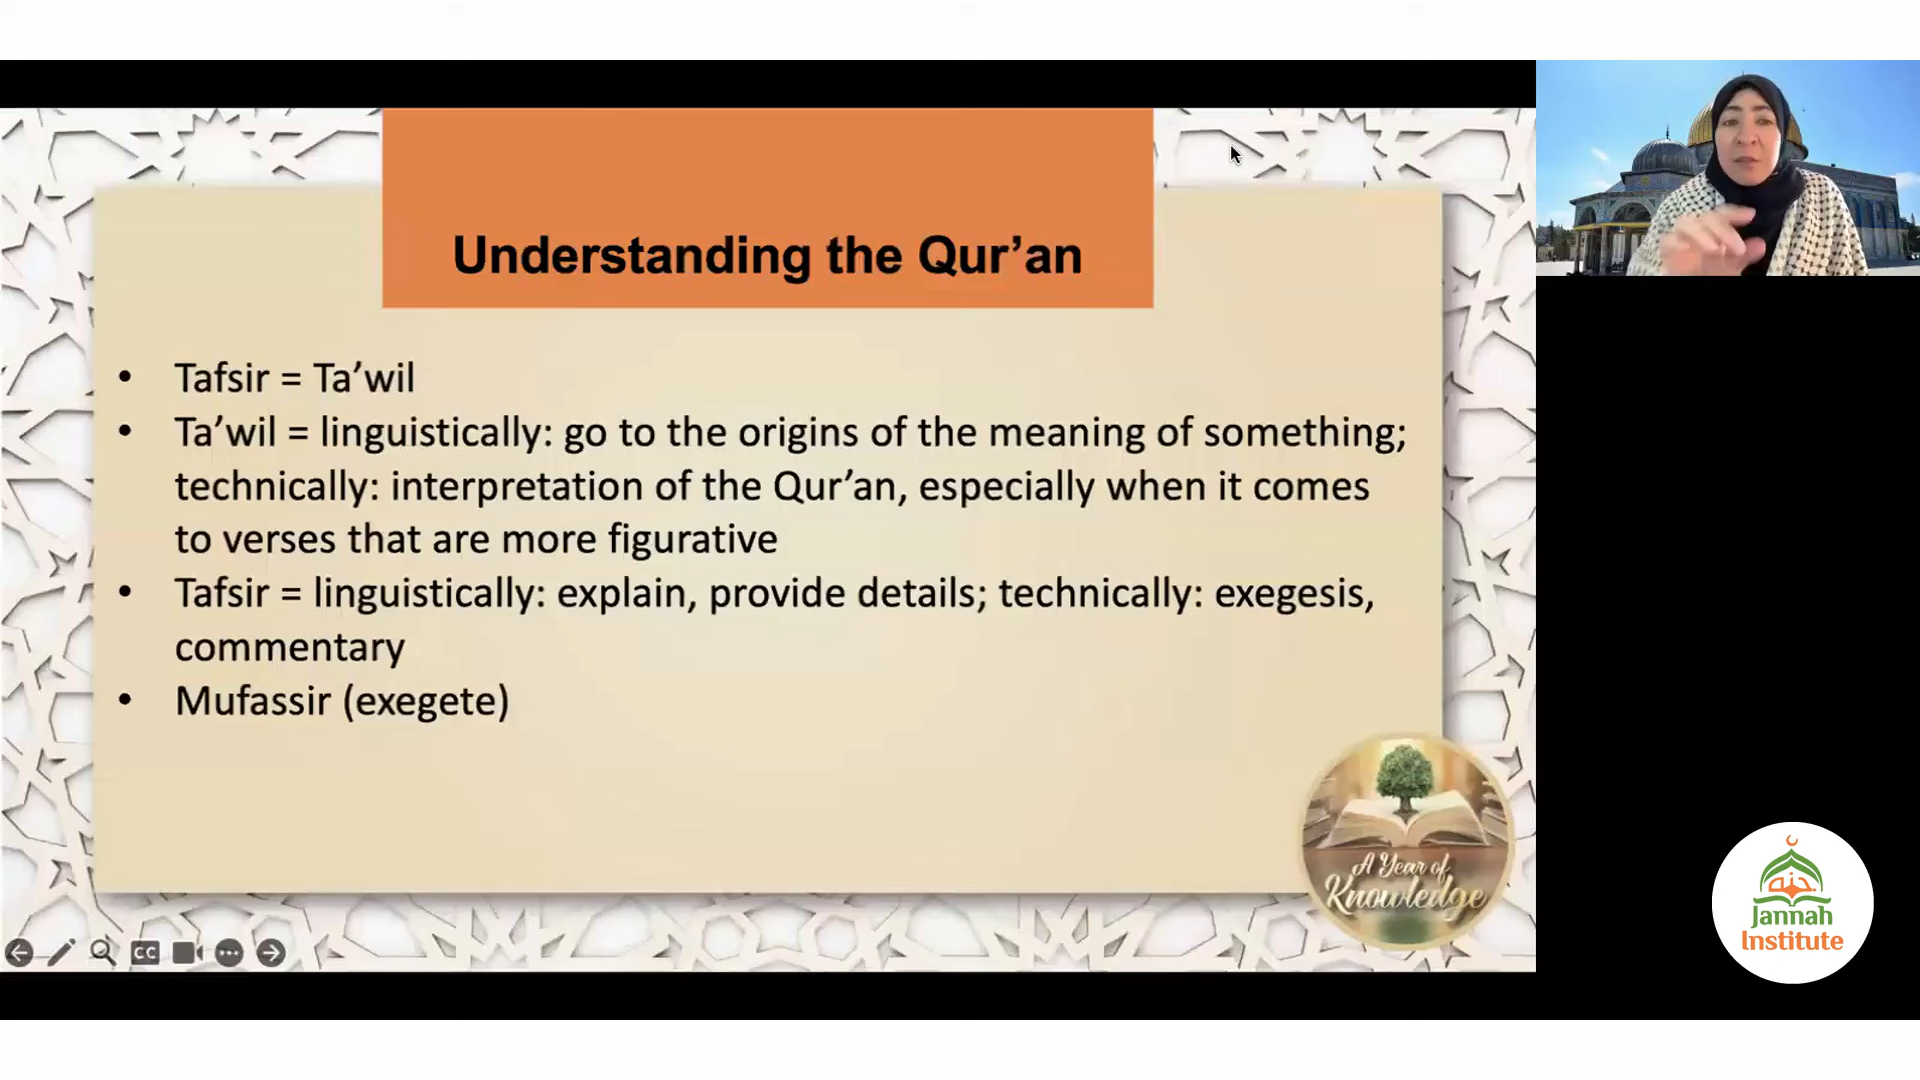 Understanding the Qur’an
• Tafsir = Ta’wil
• Ta’wil = linguistically: go to the origins of the meaning of something;
technically: interpretation of the Qur’an, especially when it comes
to verses that are more figurative
• Tafsir = linguistically: explain, provide details; technically: exegesis,
commentary
• Mufassir (exegete)
A Year of
Knowledge
CC
جنة
Jannah
Institute